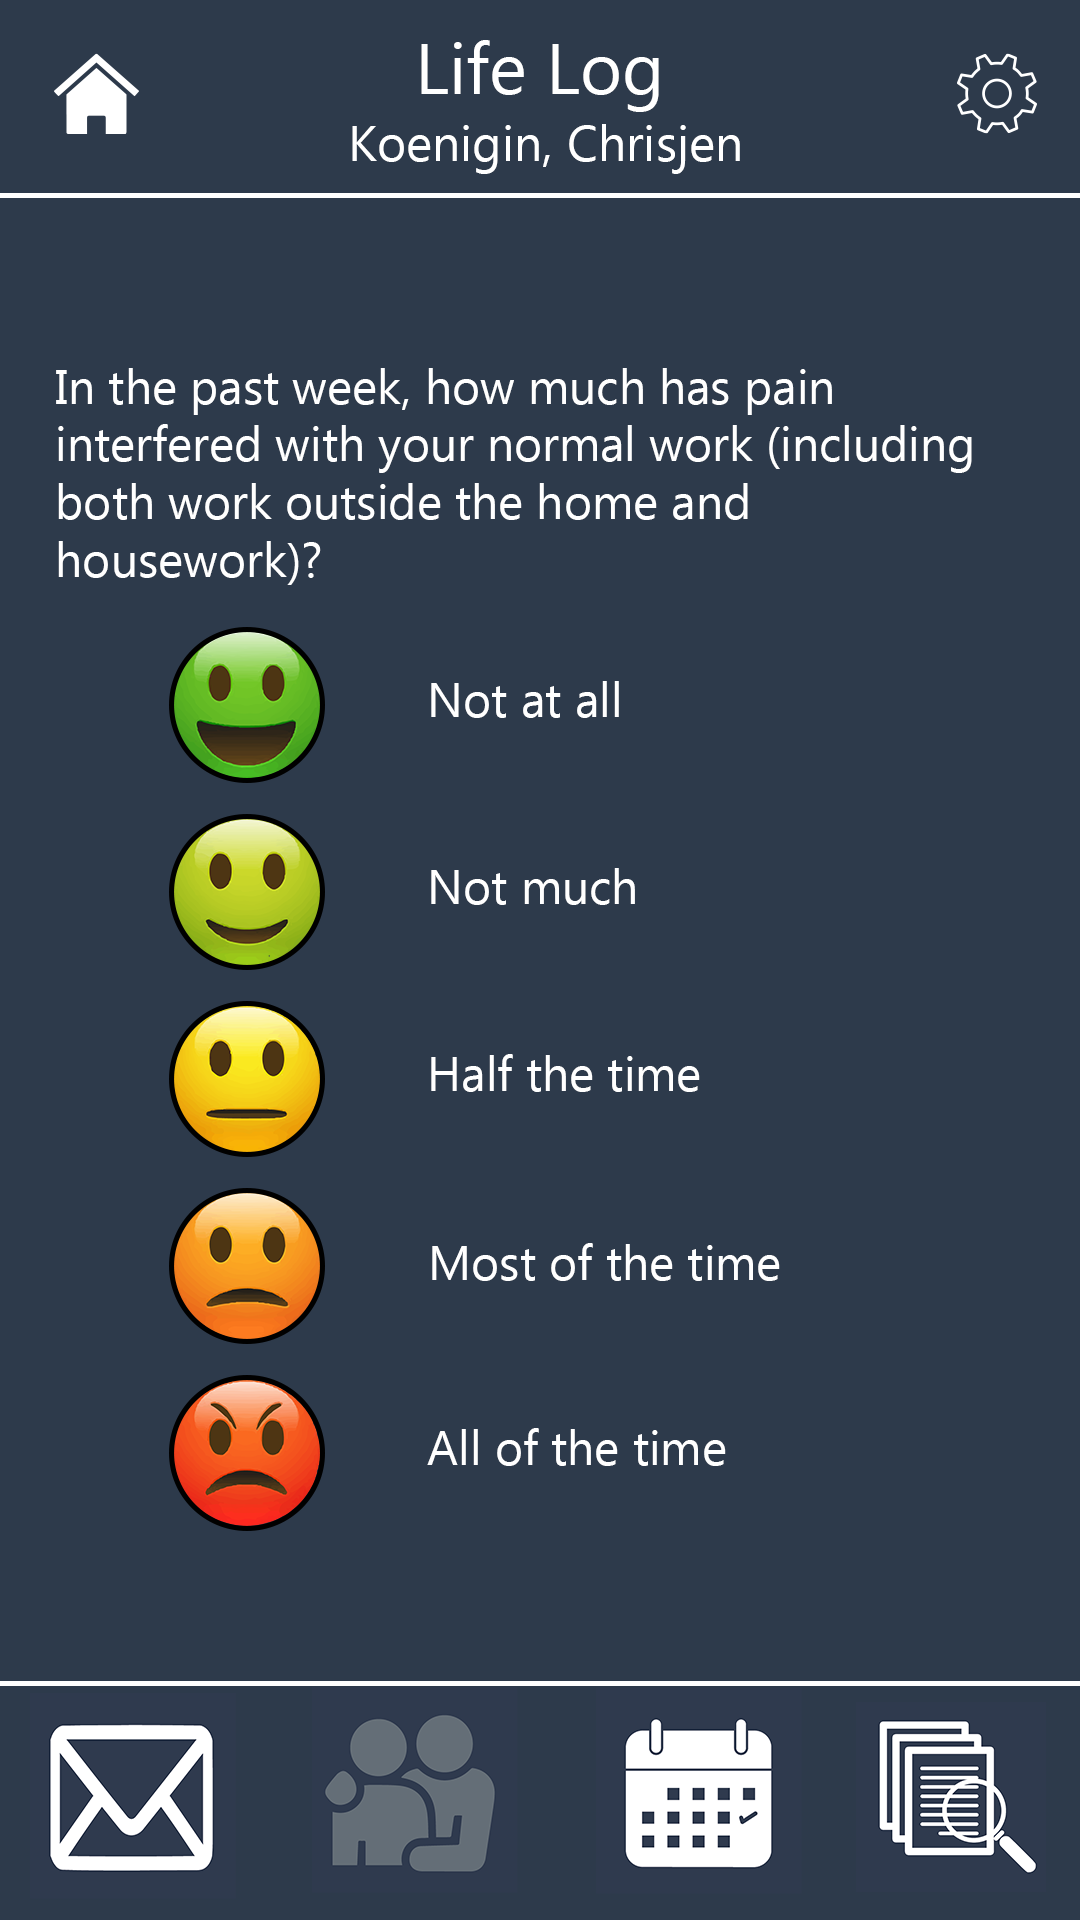 Life Log
Koenigin, Chrisjen
In the past week, how much has pain
interfered with your normal work (including
both work outside the home and
housework)?
Not at all
Not much
Half the time
Most of the time
All of the time